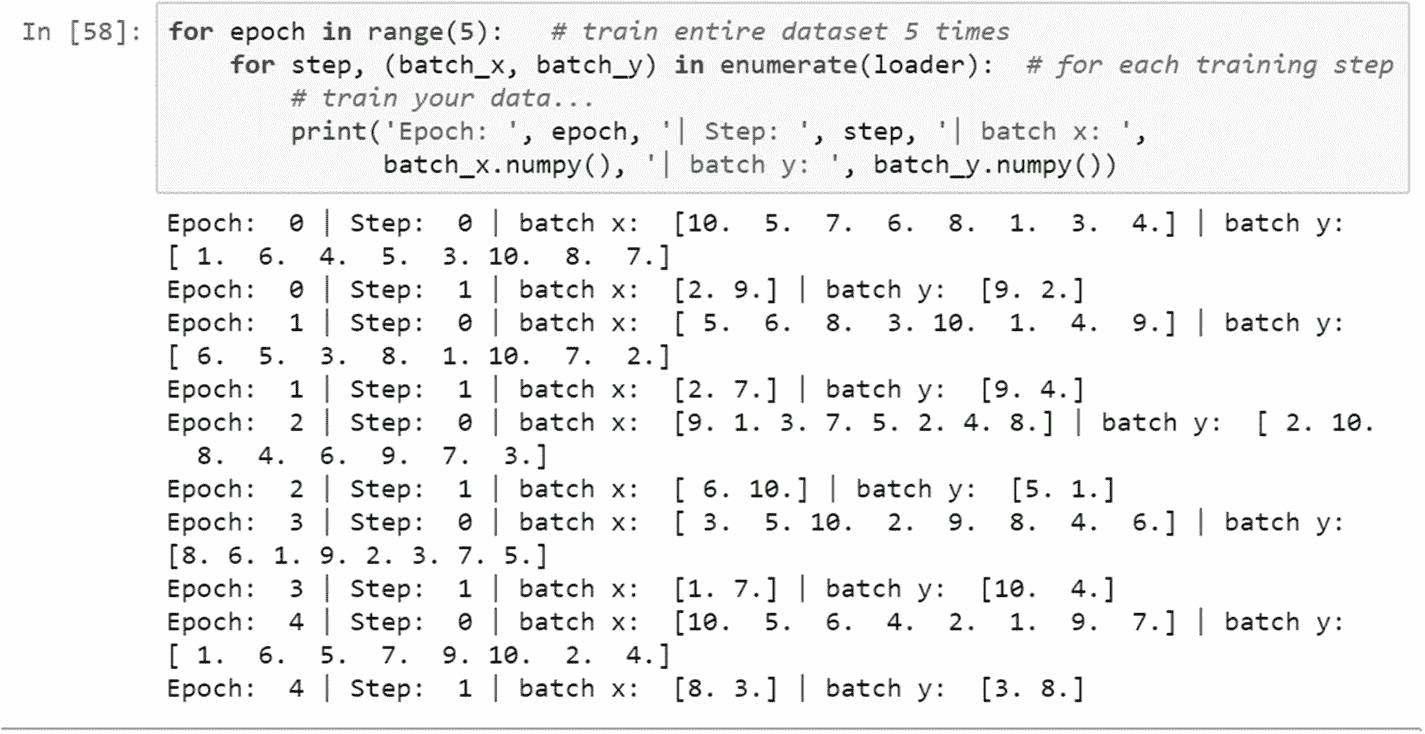 In [58]: for epoch in range(5):   # train entire dataset 5 times
    for step, (batch_x, batch_y) in enumerate(loader):  # for each training step
        # train your data...
        print('Epoch: ', epoch, '| Step: ', step, '| batch x: ',
              batch_x.numpy(), '| batch y: ', batch_y.numpy())
Epoch:  0 | Step:  0 | batch x:  [10.  5.  7.  6.  8.  1.  3.  4.] | batch y:
[ 1.  6.  4.  5.  3. 10.  8.  7.]
Epoch:  0 | Step:  1 | batch x:  [2. 9.] | batch y:  [9. 2.]
Epoch:  1 | Step:  0 | batch x:  [ 5.  6.  8.  3. 10.  1.  4.  9.] | batch y:
[ 6.  5.  3.  8.  1. 10.  7.  2.]
Epoch:  1 | Step:  1 | batch x:  [2. 7.] | batch y:  [9. 4.]
Epoch:  2 | Step:  0 | batch x:  [9. 1. 3. 7. 5. 2. 4. 8.] | batch y:  [ 2. 10.
  8.  4.  6.  9.  7.  3.]
Epoch:  2 | Step:  1 | batch x:  [ 6. 10.] | batch y:  [5. 1.]
Epoch:  3 | Step:  0 | batch x:  [ 3.  5. 10.  2.  9.  8.  4.  6.] | batch y:
[8. 6. 1. 9. 2. 3. 7. 5.]
Epoch:  3 | Step:  1 | batch x:  [1. 7.] | batch y:  [10.  4.]
Epoch:  4 | Step:  0 | batch x:  [10.  5.  6.  4.  2.  1.  9.  7.] | batch y:
[ 1.  6.  5.  7.  9. 10.  2.  4.]
Epoch:  4 | Step:  1 | batch x:  [8. 3.] | batch y:  [3. 8.]